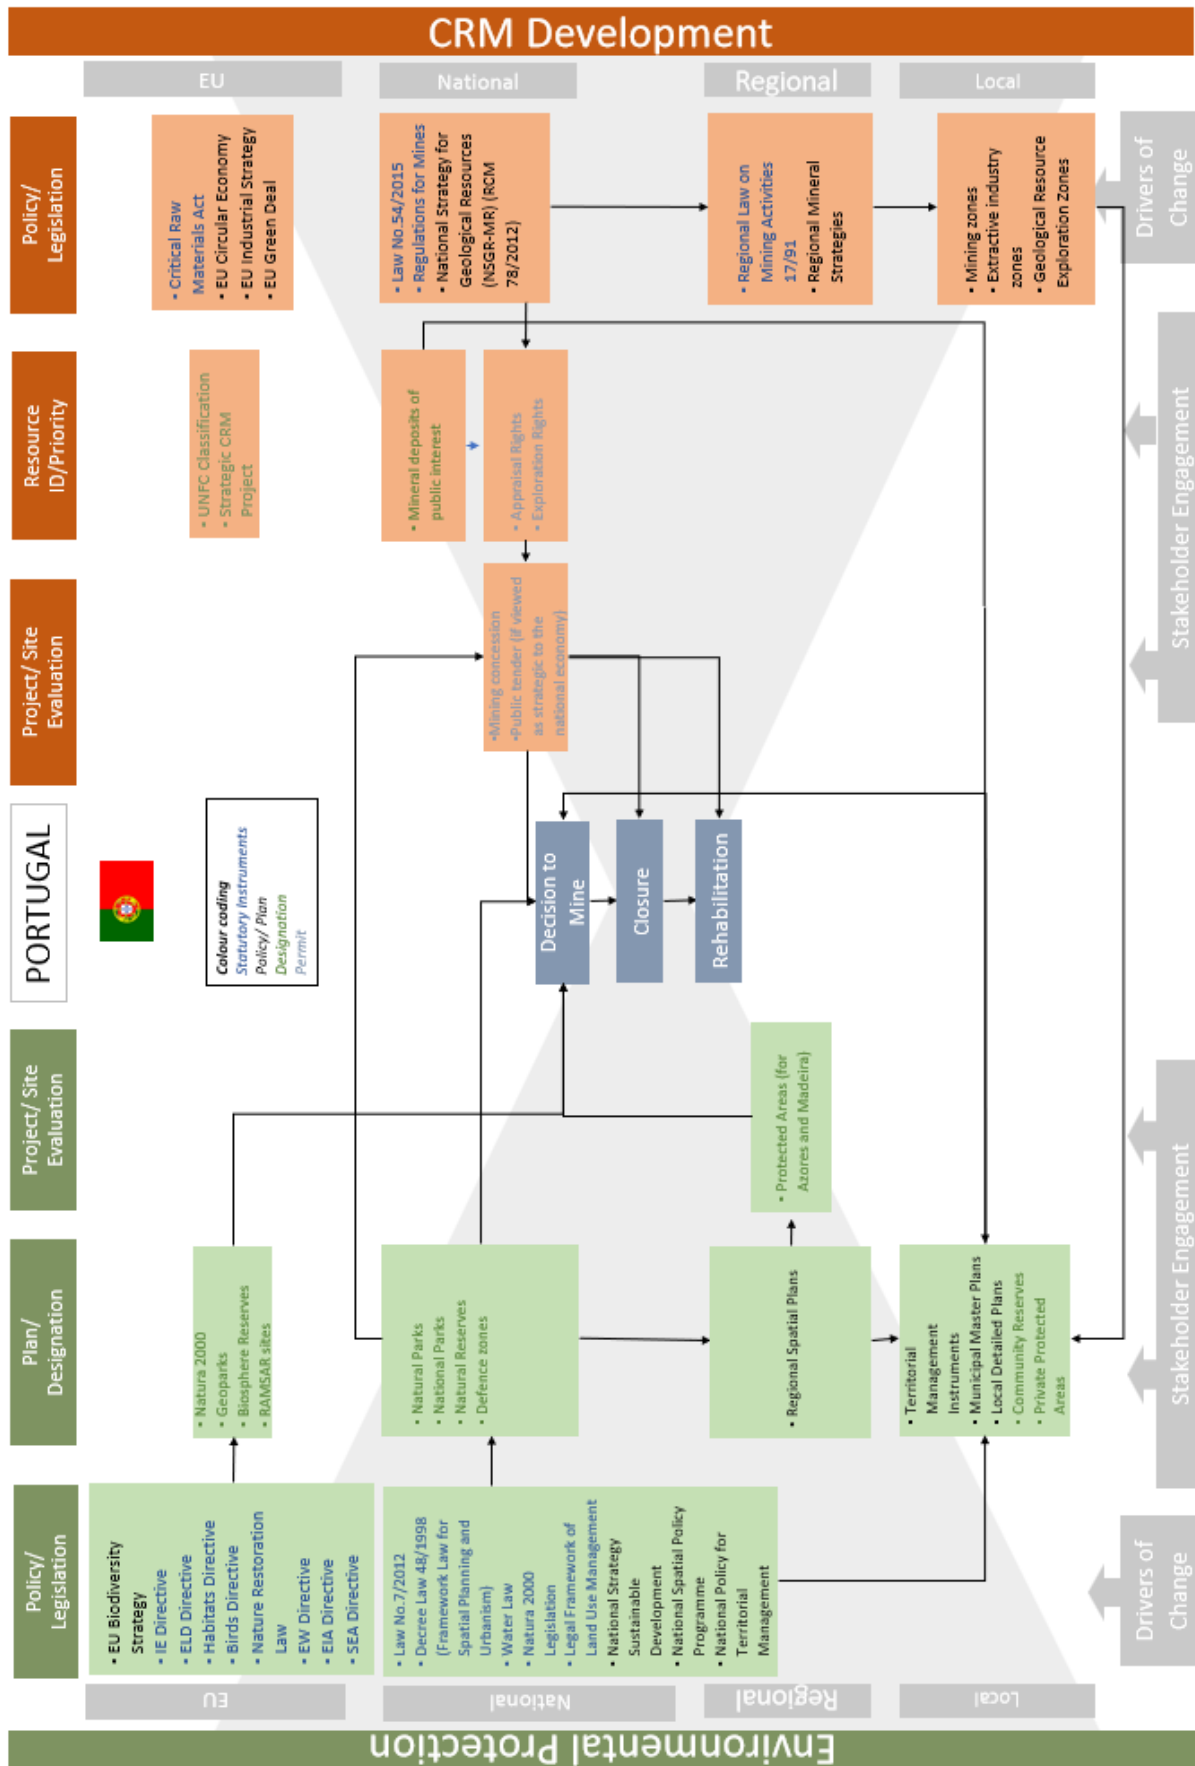 CRM Development
EU
National
Regional
Local
Policy/
Legislation
• Critical Raw
Materials Act
• EU Circular Economy
• EU Industrial Strategy
• EU Green Deal
• Law No.54/2015
• Regulations for Mines
• National Strategy for
Geological Resources
(NSGR-MR) (RCM
78/2012)
• Regional Law on
Mining Activities
17/91
• Regional Mineral
Strategies
• Mining zones
• Extractive industry
zones
• Geological Resource
Exploration Zones
Drivers of
Change
Resource
ID/Priority
• UNFC Classification
• Strategic CRM
Project
• Mineral deposits of
public interest
• Appraisal Rights
• Exploration Rights
Stakeholder Engagement
Project/ Site
Evaluation
•Mining concession
•Public tender (if viewed
as strategic to the
national economy)
PORTUGAL
Colour coding
Statutory Instruments
Policy/ Plan
Designation
Permit
Decision to
Mine
Closure
Rehabilitation
Project/ Site
Evaluation
• Protected Areas (for
Azores and Madeira)
Plan/
Designation
• Natura 2000
• Geoparks
• Biosphere Reserves
• RAMSAR sites
• Natural Parks
• National Parks
• Natural Reserves
• Defence zones
• Regional Spatial Plans
• Territorial
Management
Instruments
• Municipal Master Plans
• Local Detailed Plans
• Community Reserves
• Private Protected
Areas
Stakeholder Engagement
Policy/
Legislation
• EU Biodiversity
Strategy
• IE Directive
• ELD Directive
• Habitats Directive
• Birds Directive
• Nature Restoration
Law
• EW Directive
• EIA Directive
• SEA Directive
• Law No.7/2012
• Decree Law 48/1998
(Framework Law for
Spatial Planning and
Urbanism)
• Water Law
• Natura 2000
Legislation
• Legal Framework of
Land Use Management
• National Strategy
Sustainable
Development
• National Spatial Policy
Programme
• National Policy for
Territorial
Management
Drivers of
Change
EU
National
Regional
Local
Environmental Protection